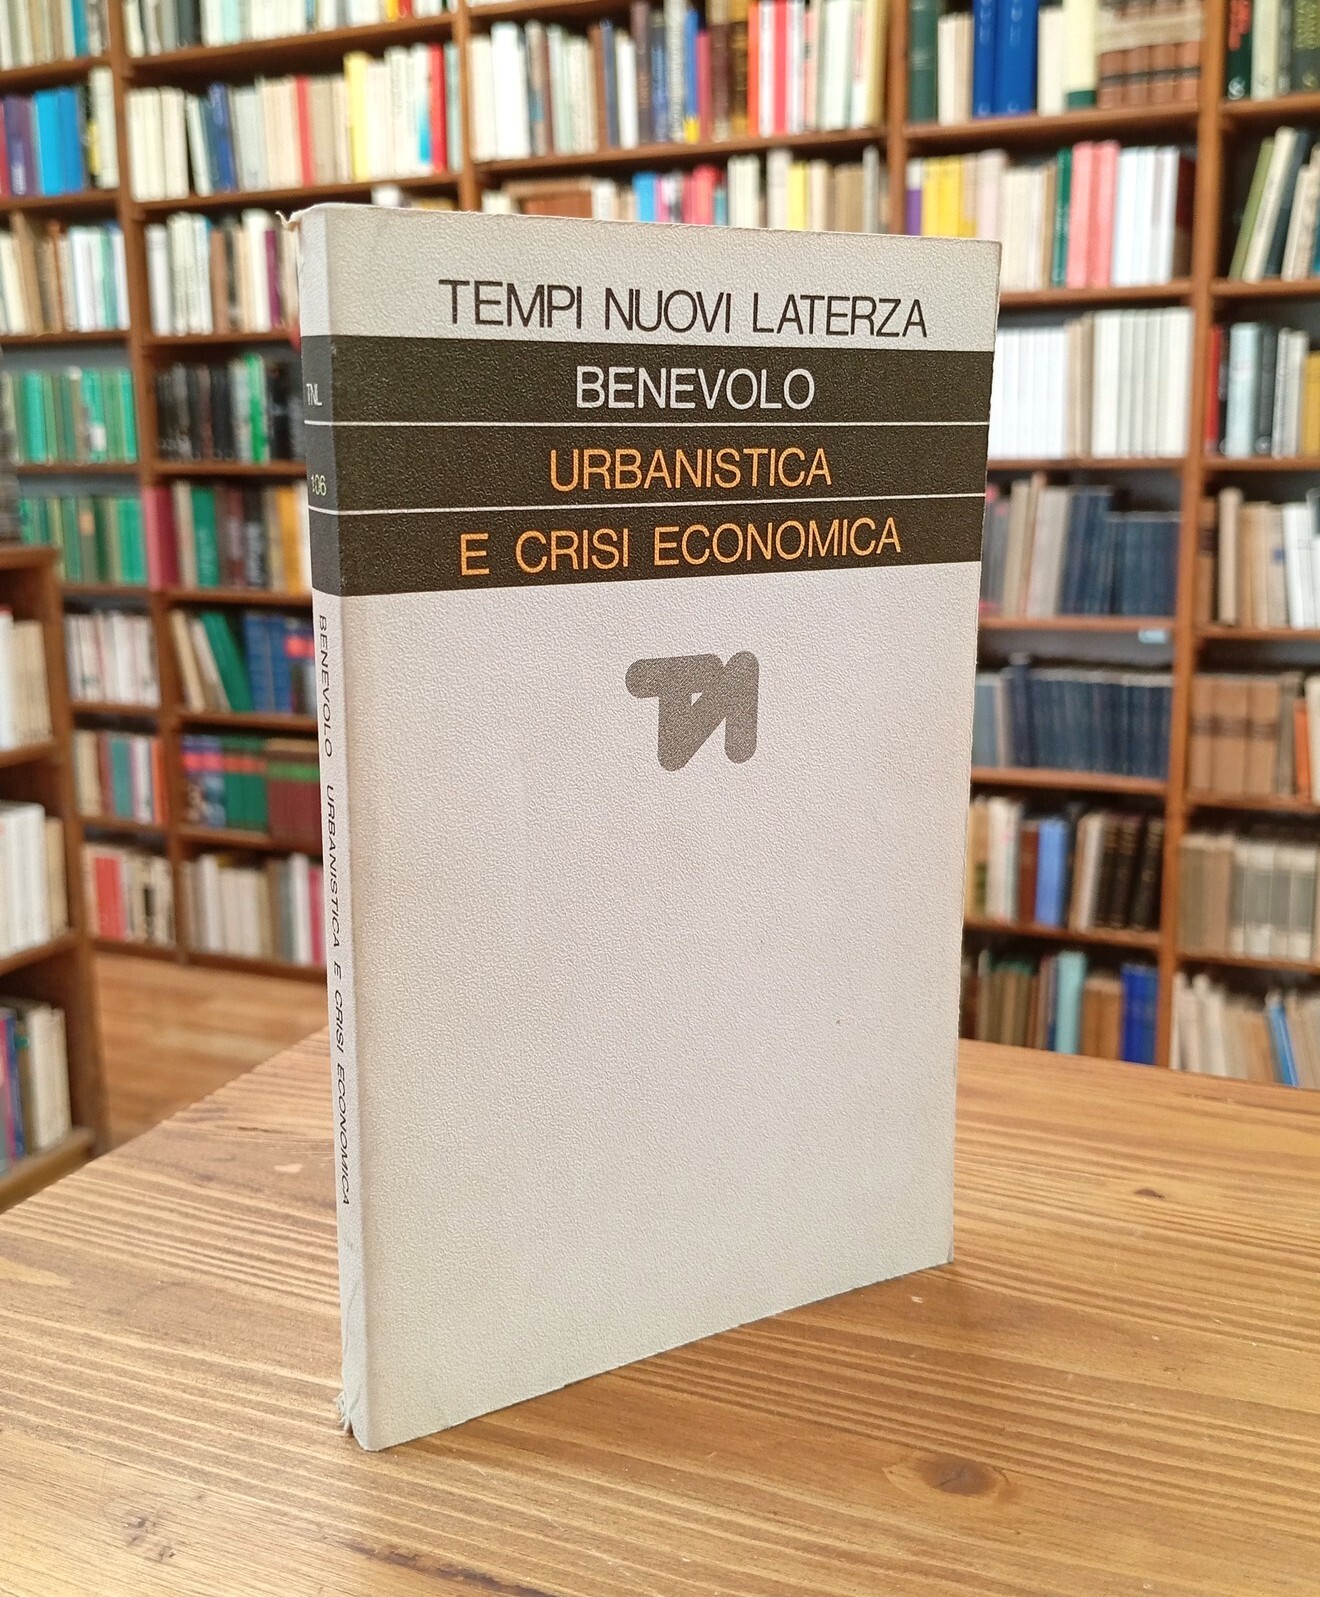 TEMPI NUOVI LATERZA
BENEVOLO
URBANISTICA
E CRISI ECONOMICA
TNL
106
BENEVOLO URBANISTICA E CRISI ECONOMICA